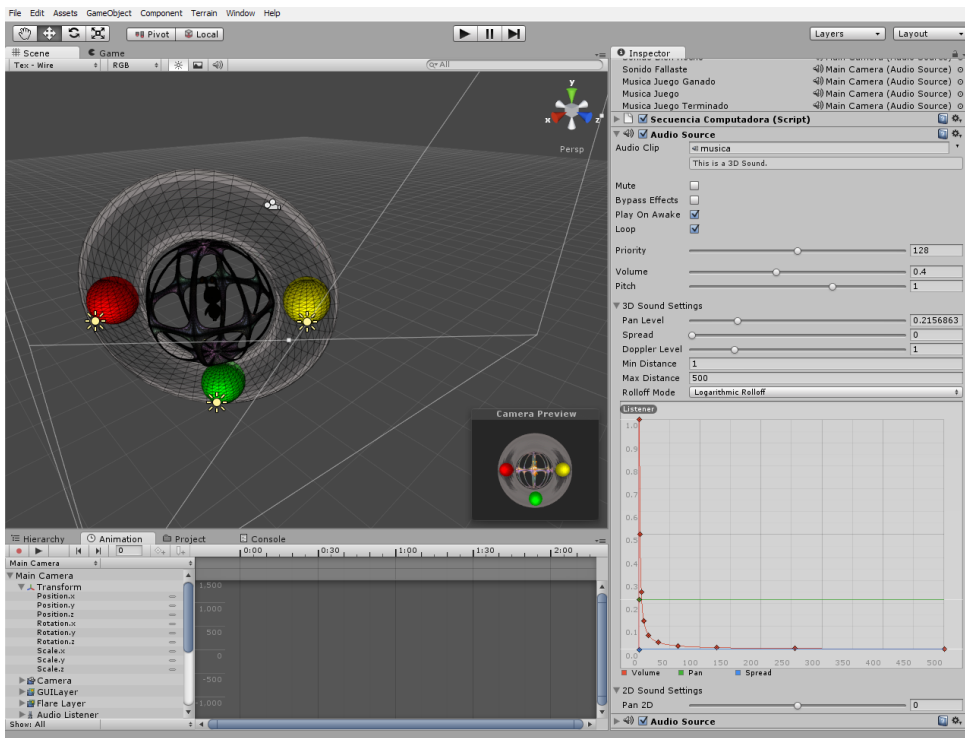 File Edit Assets GameObject Component Terrain Window Help
Pivot Local Layers Layout
Scene Game
Tex - Wire RGB All
y
x z
Persp
Camera Preview
Inspector
Sonido Fallaste Main Camera (Audio Source)
Musica Juego Ganado Main Camera (Audio Source)
Musica Juego Main Camera (Audio Source)
Musica Juego Terminado Main Camera (Audio Source)
Secuencia Computadora (Script)
Audio Source
Audio Clip musica
This is a 3D Sound.
Mute
Bypass Effects
Play On Awake
Loop
Priority 128
Volume 0.4
Pitch 1
3D Sound Settings
Pan Level 0.2156863
Spread 0
Doppler Level 1
Min Distance 1
Max Distance 500
Rolloff Mode Logarithmic Rolloff
Listener
1.0
0.9
0.8
0.7
0.6
0.5
0.4
0.3
0.2
0.1
0.0
0 50 100 150 200 250 300 350 400 450 500
Volume Pan Spread
2D Sound Settings
Pan 2D 0
Audio Source
Hierarchy Animation Project Console
0 0:00 0:30 1:00 1:30 2:00
Main Camera
Main Camera
Transform
Position.x
Position.y
Position.z
Rotation.x
Rotation.y
Rotation.z
Scale.x
Scale.y
Scale.z
Camera
GUILayer
Flare Layer
Audio Listener
Show: All
1.500
1.000
500
0
-500
-1.000